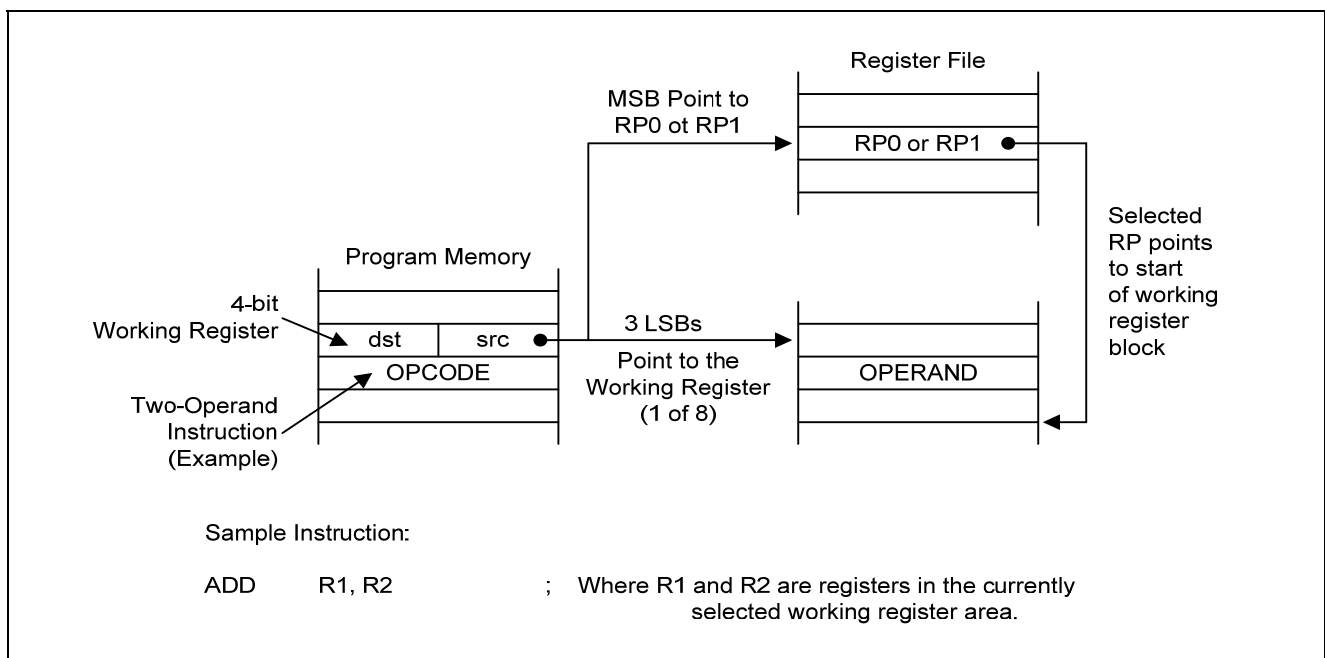 Register File
MSB Point to
RP0 ot RP1
RP0 or RP1
Selected
RP points
to start
of working
register
block
Program Memory
4-bit
Working Register
dst
src
3 LSBs
Point to the
Working Register
(1 of 8)
OPCODE
OPERAND
Two-Operand
Instruction
(Example)
Sample Instruction:
ADD R1, R2 ; Where R1 and R2 are registers in the currently
selected working register area.